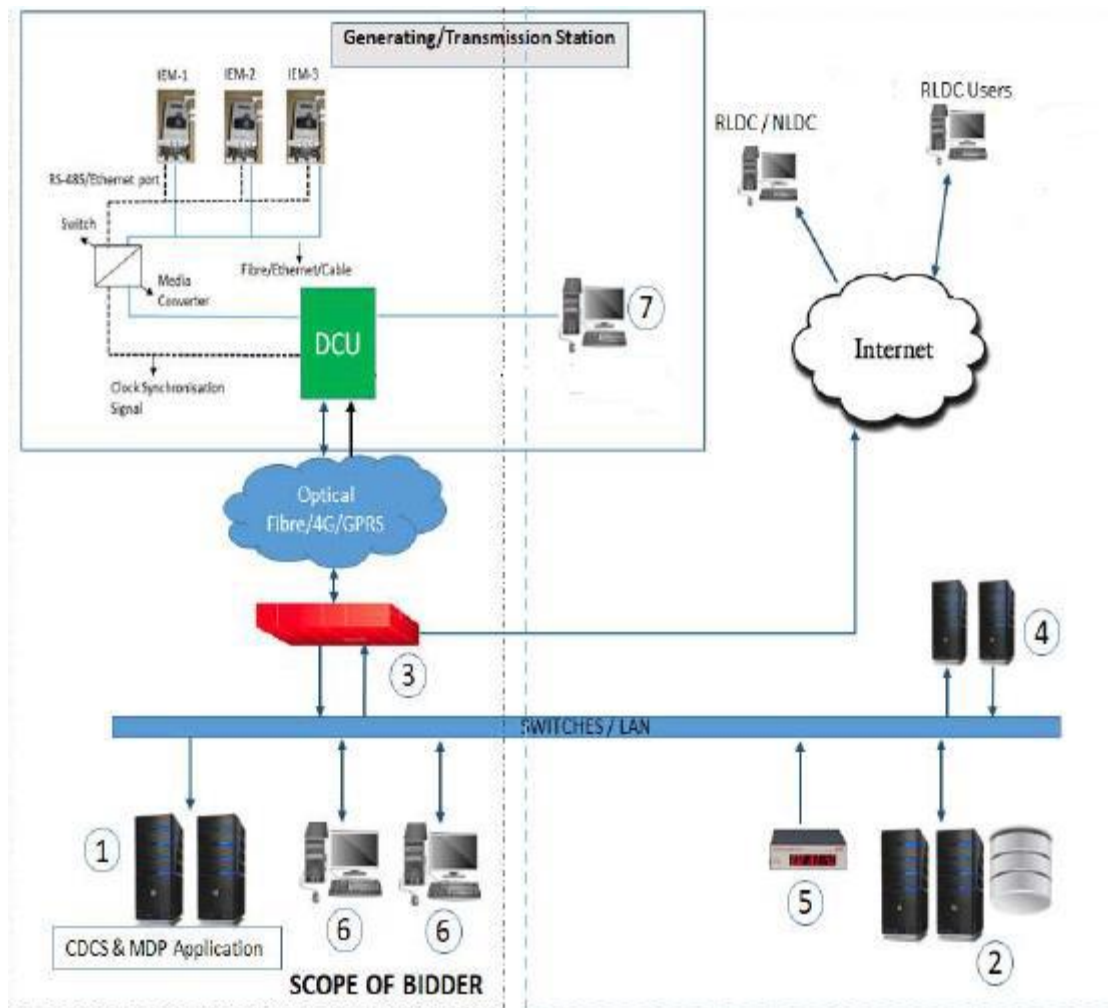 Generating/Transmission Station
IEM-1 IEM-2 IEM-3
RS-485/Ethernet port
Switch
Fibre/Ethernet/Cable
Media
Converter
DCU
7
Clock Synchronisation
Signal
RLDC / NLDC
RLDC Users
Internet
Optical
Fibre/4G/GPRS
3
4
SWITCHES / LAN
1
6
6
5
2
CDCS & MDP Application
SCOPE OF BIDDER